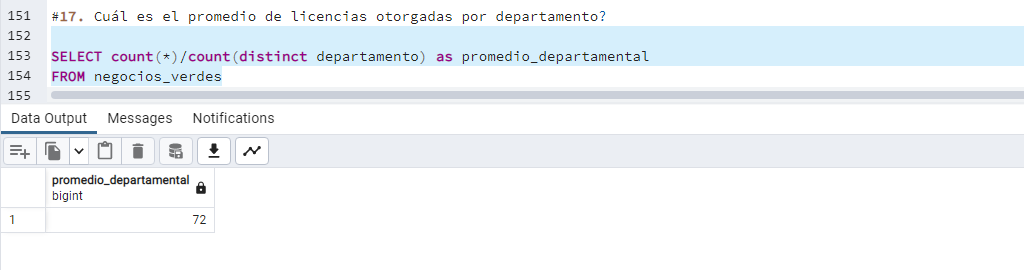 151 #17. Cuál es el promedio de licencias otorgadas por departamento?
152
153 SELECT count(*)/count(distinct departamento) as promedio_departamental
154 FROM negocios_verdes
155
Data Output Messages Notifications
promedio_departamental
bigint
1 72